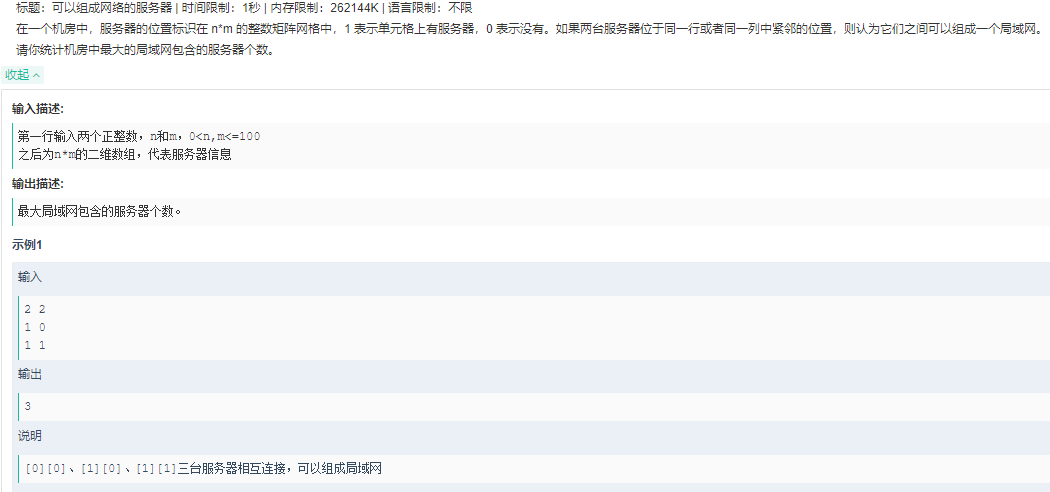 标题：可以组成网络的服务器 | 时间限制：1秒 | 内存限制：262144K | 语言限制：不限
在一个机房中，服务器的位置标识在 n*m 的整数矩阵网格中，1 表示单元格上有服务器，0 表示没有。如果两台服务器位于同一行或者同一列中紧邻的位置，则认为它们之间可以组成一个局域网。
请你统计机房中最大的局域网包含的服务器个数。
收起
输入描述:
第一行输入两个正整数，n和m，0<n,m<=100
之后为n*m的二维数组，代表服务器信息
输出描述:
最大局域网包含的服务器个数。
示例1
输入
2 2
1 0
1 1
输出
3
说明
[0][0]、[1][0]、[1][1]三台服务器相互连接，可以组成局域网